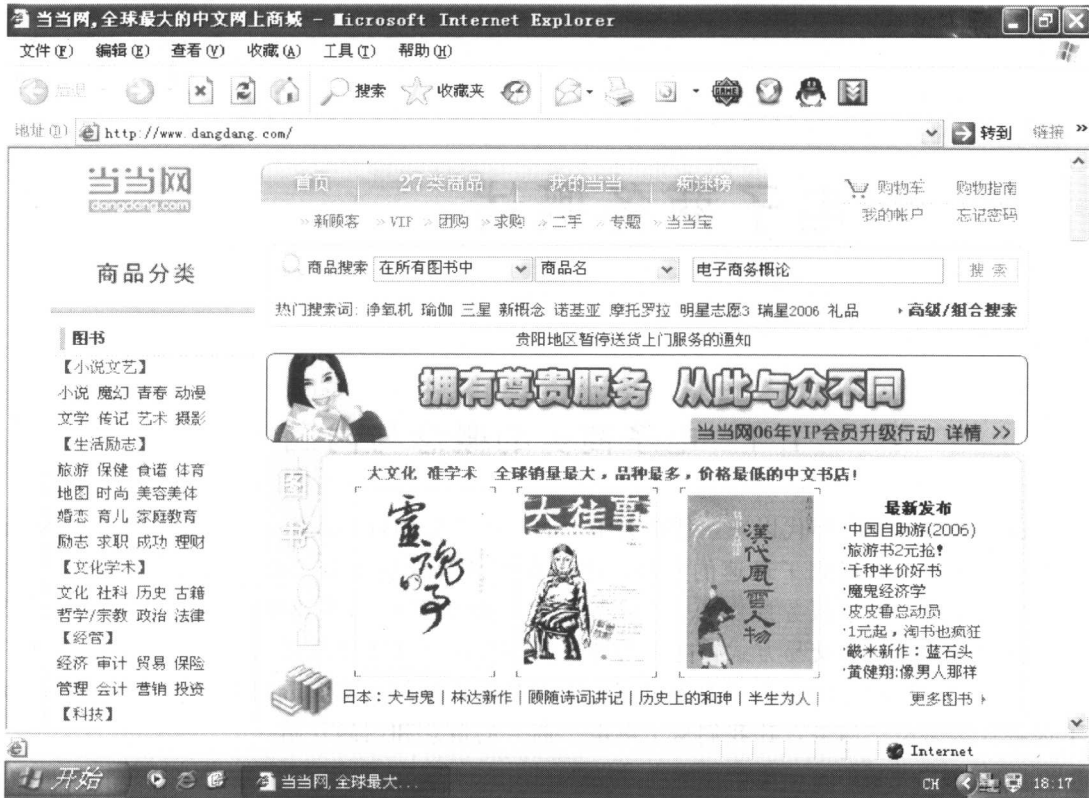 当当网,全球最大的中文网上商城 - Microsoft Internet Explorer
文件(F) 编辑(E) 查看(V) 收藏(A) 工具(T) 帮助(H)
后退 搜索 收藏夹
地址(D) http://www.dangdang.com/ 转到 链接 »
当当网
dangdang.com
首页 27类商品 我的当当 痴迷榜
购物车 购物指南
»新顾客 »VIP »团购 »求购 »二手 »专题 »当当宝
我的帐户 忘记密码
商品分类
商品搜索 在所有图书中 商品名 电子商务概论 搜索
热门搜索词: 净氧机 瑜伽 三星 新概念 诺基亚 摩托罗拉 明星志愿3 瑞星2006 礼品 高级/组合搜索
贵阳地区暂停送货上门服务的通知
拥有尊贵服务 从此与众不同
当当网06年VIP会员升级行动 详情 >>
图书
【小说文艺】
小说 魔幻 青春 动漫
文学 传记 艺术 摄影
【生活励志】
旅游 保健 食谱 体育
地图 时尚 美容美体
婚恋 育儿 家庭教育
励志 求职 成功 理财
【文化学术】
文化 社科 历史 古籍
哲学/宗教 政治 法律
【经管】
经济 审计 贸易 保险
管理 会计 营销 投资
【科技】
图书
BOOK
大文化 准学术 全球销量最大,品种最多,价格最低的中文书店!
大往事
漢代風雲人物
最新发布
·中国自助游(2006)
·旅游书2元抢!
·千种半价好书
·魔鬼经济学
·皮皮鲁总动员
·1元起,淘书也疯狂
·幾米新作:蓝石头
·黄健翔:像男人那样
日本:犬与鬼|林达新作|顾随诗词讲记|历史上的和珅|半生为人|
更多图书
Internet
开始 当当网,全球最大... CH 18:17